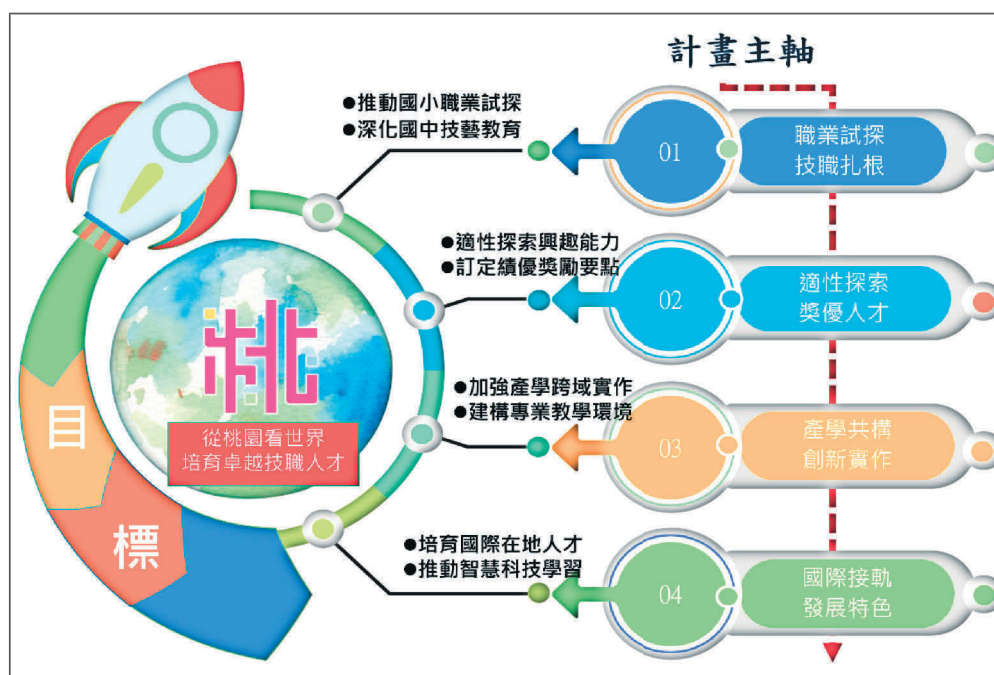 計畫主軸
●推動國小職業試探
●深化國中技藝教育
01
職業試探
技職扎根
●適性探索興趣能力
●訂定績優獎勵要點
02
適性探索
獎優人才
●加強產學跨域實作
●建構專業教學環境
03
產學共構
創新實作
●培育國際在地人才
●推動智慧科技學習
04
國際接軌
發展特色
桃
從桃園看世界
培育卓越技職人才
目
標